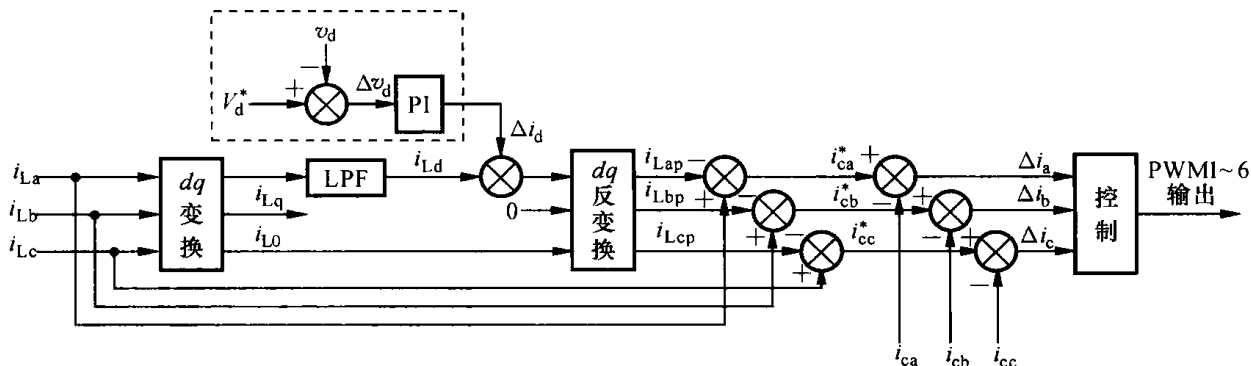 v_d
−
+
V_d^*
Δv_d
PI
Δi_d
i_La
i_Lb
i_Lc
dq
变
换
LPF
i_Ld
i_Lq
i_L0
0
dq
反
变
换
i_Lap
i_Lbp
i_Lcp
−
−
+
−
+
i_ca^*
i_cb^*
i_cc^*
+
−
+
−
+
−
Δi_a
Δi_b
Δi_c
i_ca
i_cb
i_cc
控
制
PWM1~6
输出